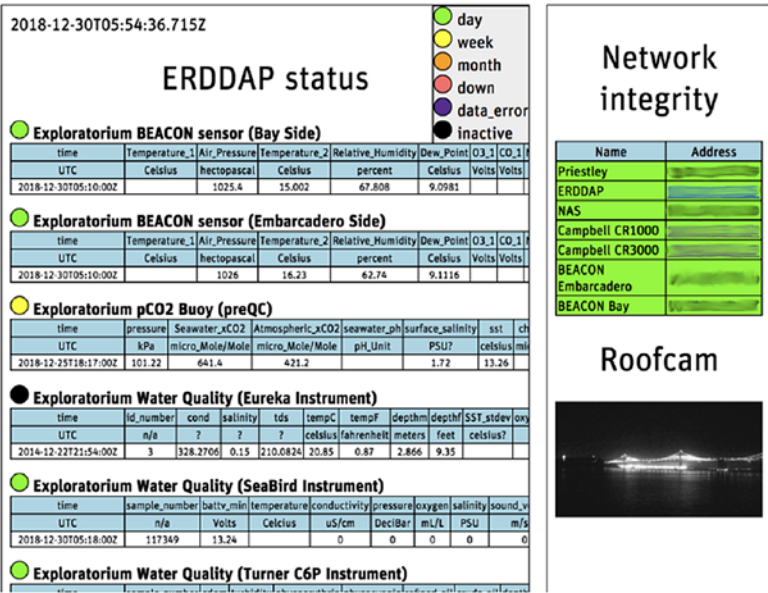 2018-12-30T05:54:36.715Z
ERDDAP status
day
week
month
down
data_error
inactive
Exploratorium BEACON sensor (Bay Side)
time Temperature_1 Air_Pressure Temperature_2 Relative_Humidity Dew_Point O3_1 CO_1
UTC Celsius hectopascal Celsius percent Celsius Volts Volts
2018-12-30T05:10:00Z 1025.4 15.002 67.808 9.0981
Exploratorium BEACON sensor (Embarcadero Side)
time Temperature_1 Air_Pressure Temperature_2 Relative_Humidity Dew_Point O3_1 CO_1
UTC Celsius hectopascal Celsius percent Celsius Volts Volts
2018-12-30T05:10:00Z 1026 16.23 62.74 9.1116
Exploratorium pCO2 Buoy (preQC)
time pressure Seawater_xCO2 Atmospheric_xCO2 seawater_ph surface_salinity sst ch
UTC kPa micro_Mole/Mole micro_Mole/Mole pH_Unit PSU? celsius mi
2018-12-25T18:17:00Z 101.22 641.4 421.2 1.72 13.26
Exploratorium Water Quality (Eureka Instrument)
time id_number cond salinity tds tempC tempF depthm depthf SST_stdev oxy
UTC n/a ? ? ? celsius fahrenheit meters feet celsius?
2014-12-22T21:54:00Z 3 328.2706 0.15 210.0824 20.85 0.87 2.866 9.35
Exploratorium Water Quality (SeaBird Instrument)
time sample_number battv_min temperature conductivity pressure oxygen salinity sound_v
UTC n/a Volts Celcius uS/cm DeciBar mL/L PSU m/s
2018-12-30T05:18:00Z 117349 13.24 0 0 0 0 0
Exploratorium Water Quality (Turner C6P Instrument)
Network
integrity
Name Address
Priestley
ERDDAP
NAS
Campbell CR1000
Campbell CR3000
BEACON
Embarcadero
BEACON Bay
Roofcam